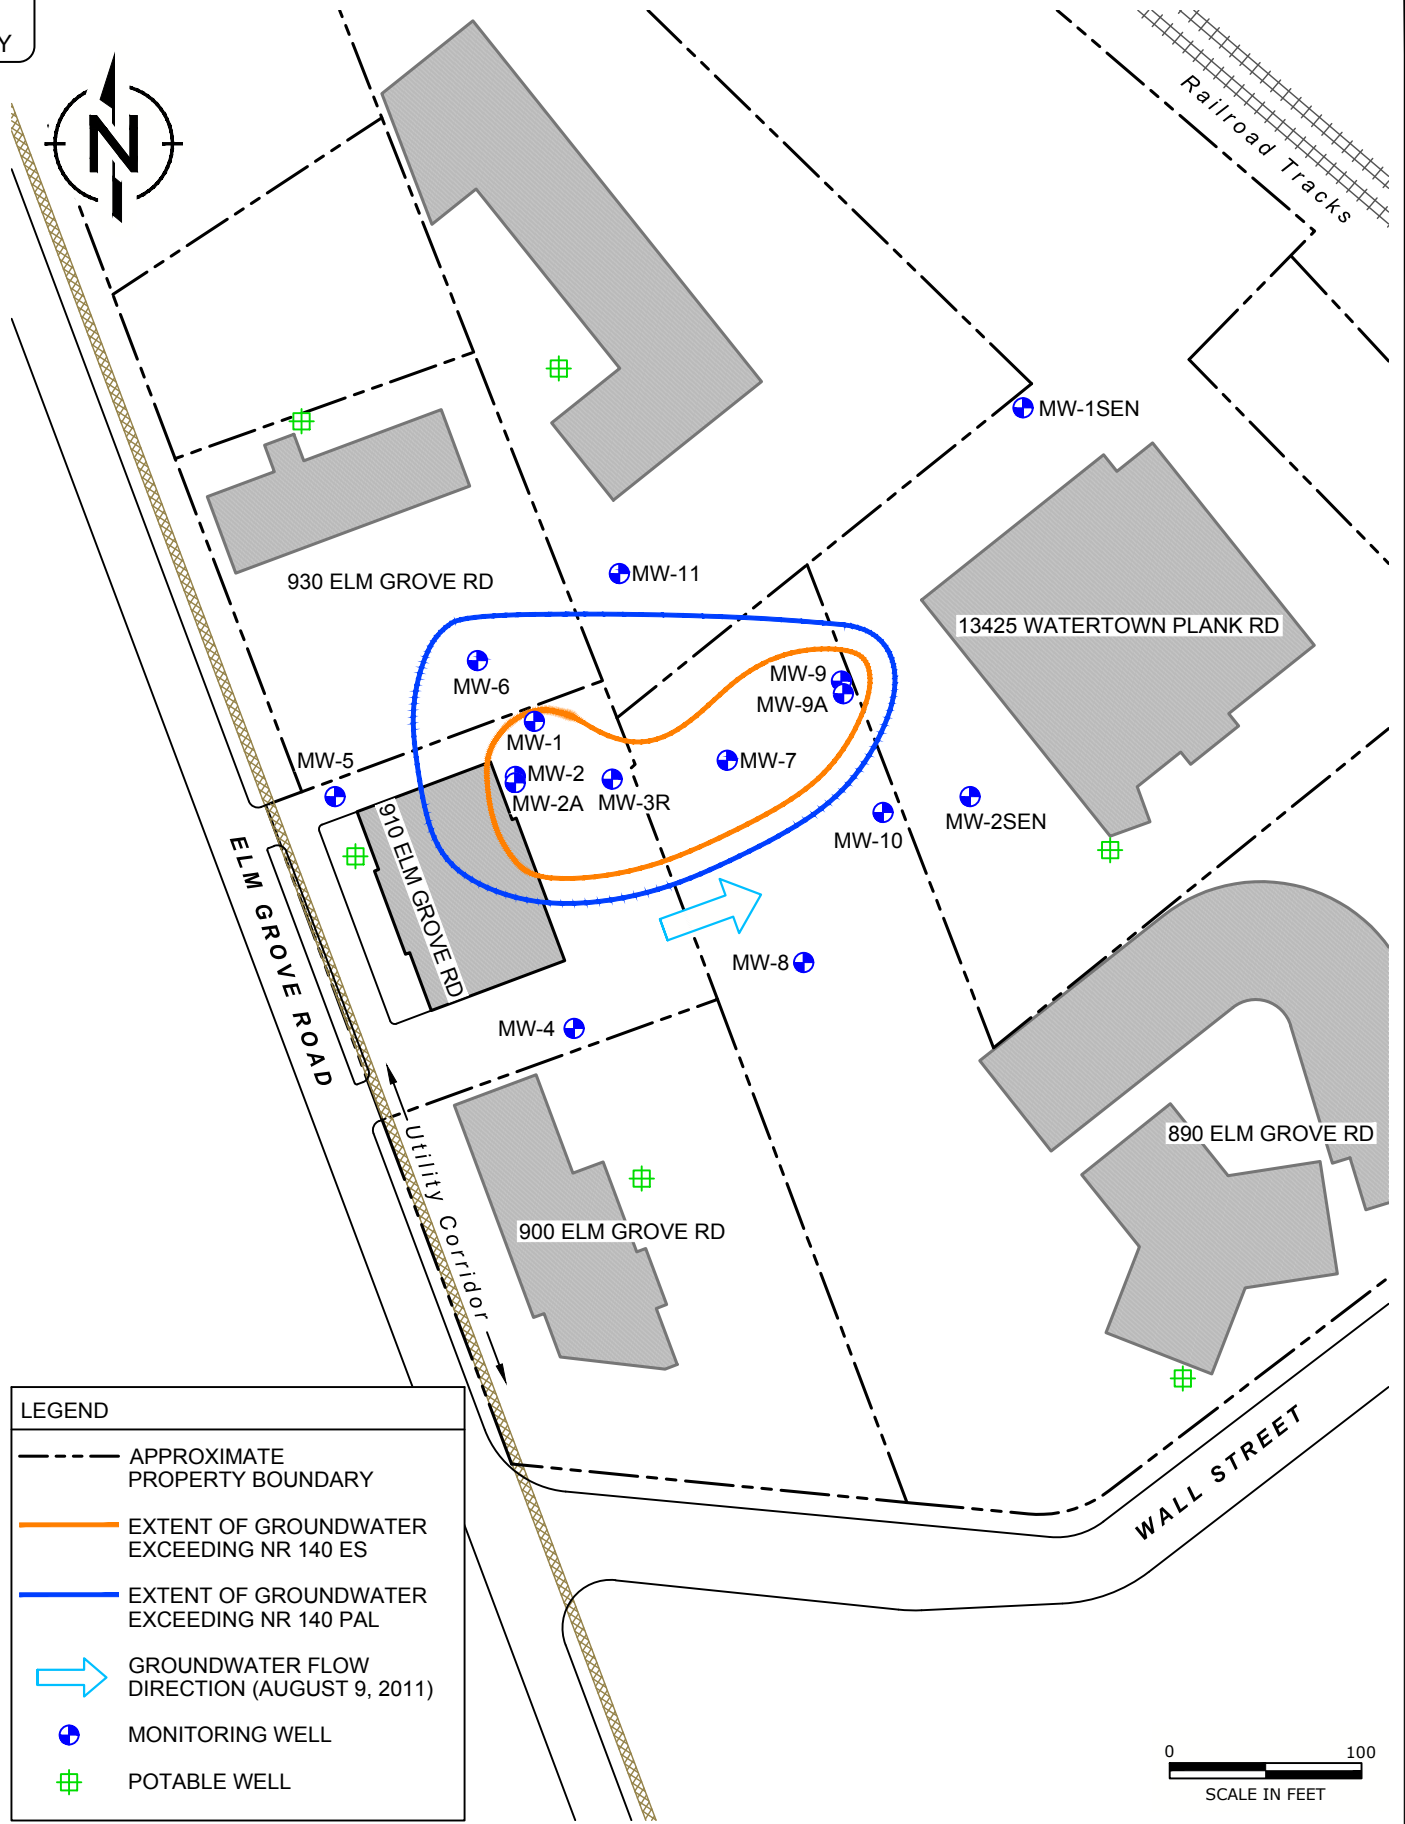 Y
N
Railroad Tracks
MW-1SEN
930 ELM GROVE RD
MW-11
13425 WATERTOWN PLANK RD
MW-6
MW-9
MW-9A
MW-1
MW-5
MW-2
MW-2A
MW-3R
MW-7
MW-10
MW-2SEN
910 ELM GROVE RD
ELM GROVE ROAD
MW-8
MW-4
890 ELM GROVE RD
Utility Corridor
900 ELM GROVE RD
WALL STREET
LEGEND
APPROXIMATE
PROPERTY BOUNDARY
EXTENT OF GROUNDWATER
EXCEEDING NR 140 ES
EXTENT OF GROUNDWATER
EXCEEDING NR 140 PAL
GROUNDWATER FLOW
DIRECTION (AUGUST 9, 2011)
MONITORING WELL
POTABLE WELL
0 100
SCALE IN FEET